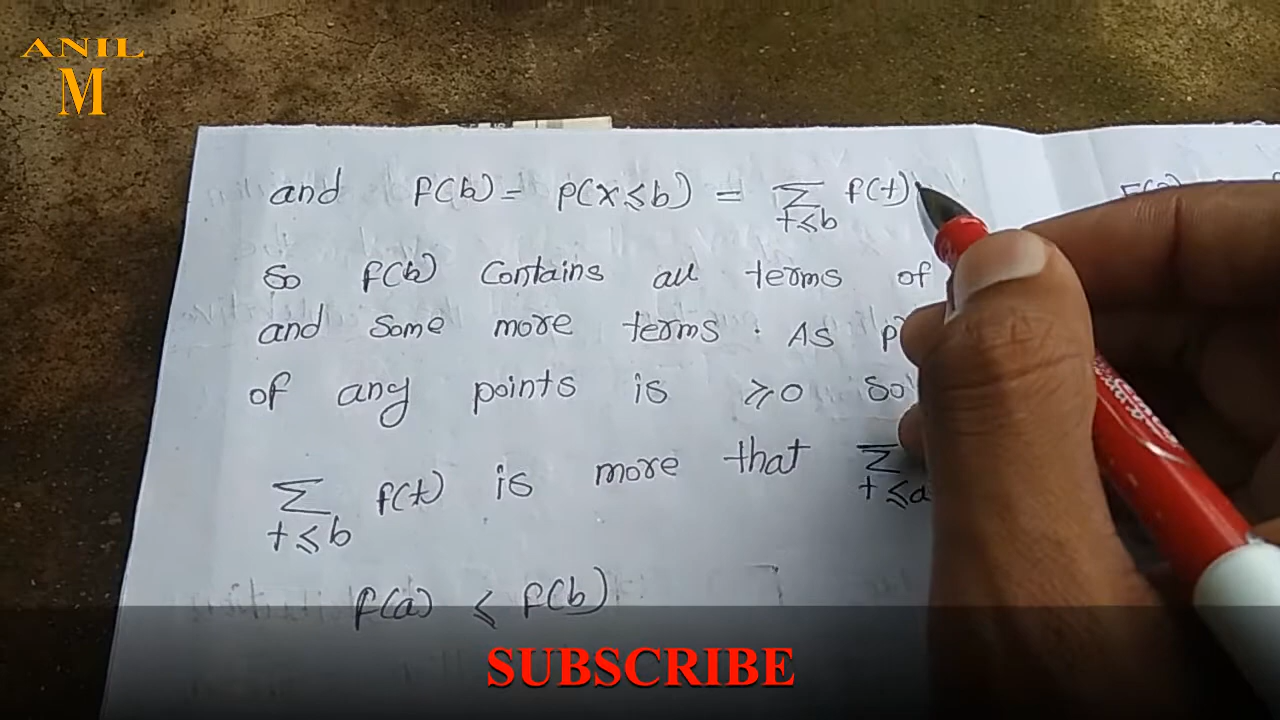 ANIL
M
and F(b) = P(X ⩽ b) = ∑ f(t)
t ⩽ b
So F(b) Contains all terms of
and some more terms . As
of any points is ⩾ 0 so
∑ f(t) is more that ∑
t ⩽ b t ⩽ a
F(a) ⩽ F(b)
SUBSCRIBE